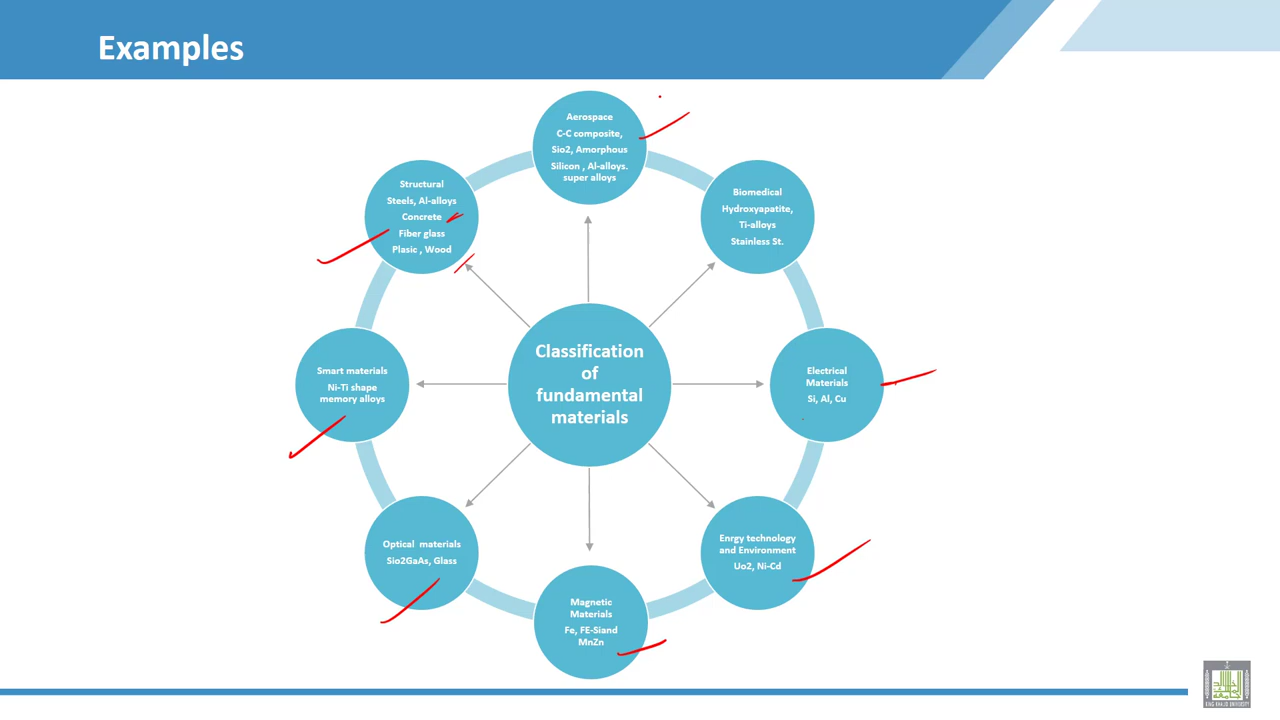 Examples
Aerospace
C-C composite,
Sio2, Amorphous
Silicon , Al-alloys.
super alloys
Biomedical
Hydroxyapatite,
Ti-alloys
Stainless St.
Electrical
Materials
Si, Al, Cu
Enrgy technology
and Environment
Uo2, Ni-Cd
Magnetic
Materials
Fe, FE-Siand
MnZn
Optical materials
Sio2GaAs, Glass
Smart materials
Ni-Ti shape
memory alloys
Structural
Steels, Al-alloys
Concrete
Fiber glass
Plasic , Wood
Classification
of
fundamental
materials
KING KHALID UNIVERSITY